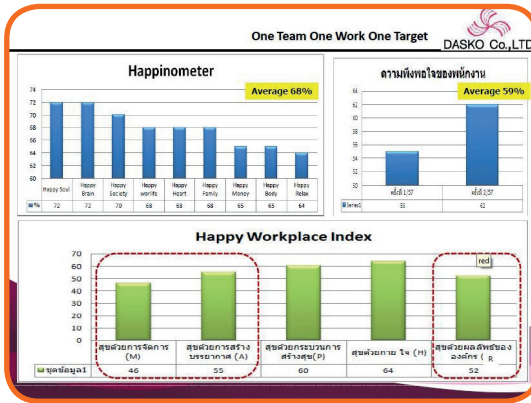 One Team One Work One Target
DASKO Co.,LTD
Happinometer
Average 68%
74
72
70
68
66
64
62
60
Happy Soul
Happy Brain
Happy Society
Happy worlife
Happy Heart
Happy Family
Happy Money
Happy Body
Happy Relax
% 72 72 70 68 68 68 65 65 64
ความพึงพอใจของพนักงาน
Average 59%
64
62
60
58
56
54
52
50
ครั้งที่ 1/57
ครั้งที่ 2/57
Series1 55 62
Happy Workplace Index
red
70
60
50
40
30
20
10
0
สุขด้วยการจัดการ (M)
สุขด้วยการสร้างบรรยากาศ (A)
สุขด้วยกระบวนการสร้างสุข(P)
สุขด้วยกาย ใจ (H)
สุขด้วยผลลัพธ์ขององค์กร ( R
ชุดข้อมูล1 46 55 60 64 52